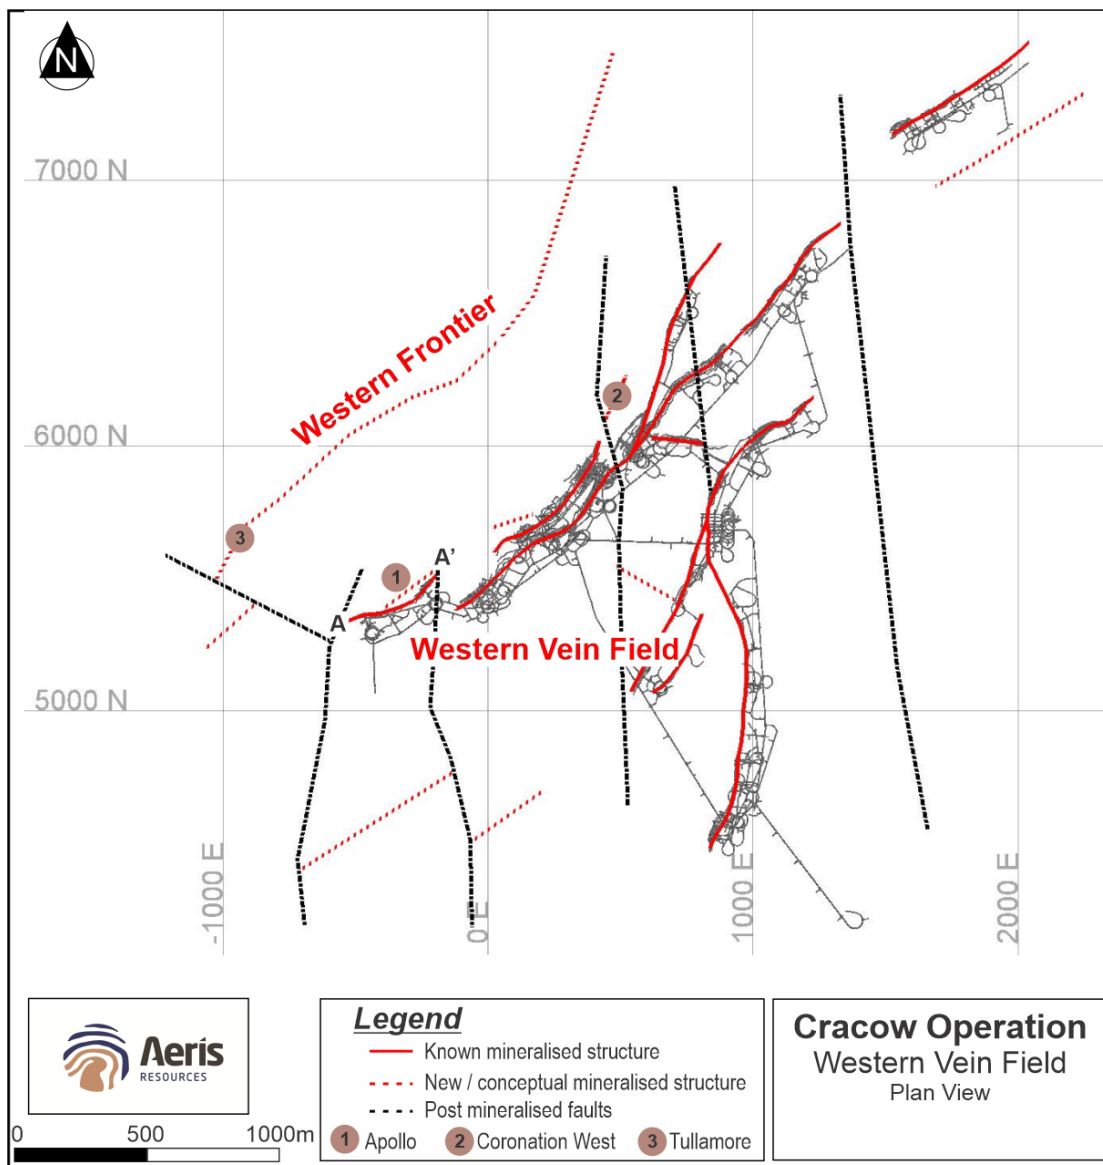 N
7000 N
Western Frontier
2
6000 N
3
1
A'
A
Western Vein Field
5000 N
-1000 E
0 E
1000 E
2000 E
Aeris
RESOURCES
Legend
Known mineralised structure
New / conceptual mineralised structure
Post mineralised faults
1 Apollo 2 Coronation West 3 Tullamore
Cracow Operation
Western Vein Field
Plan View
0 500 1000m